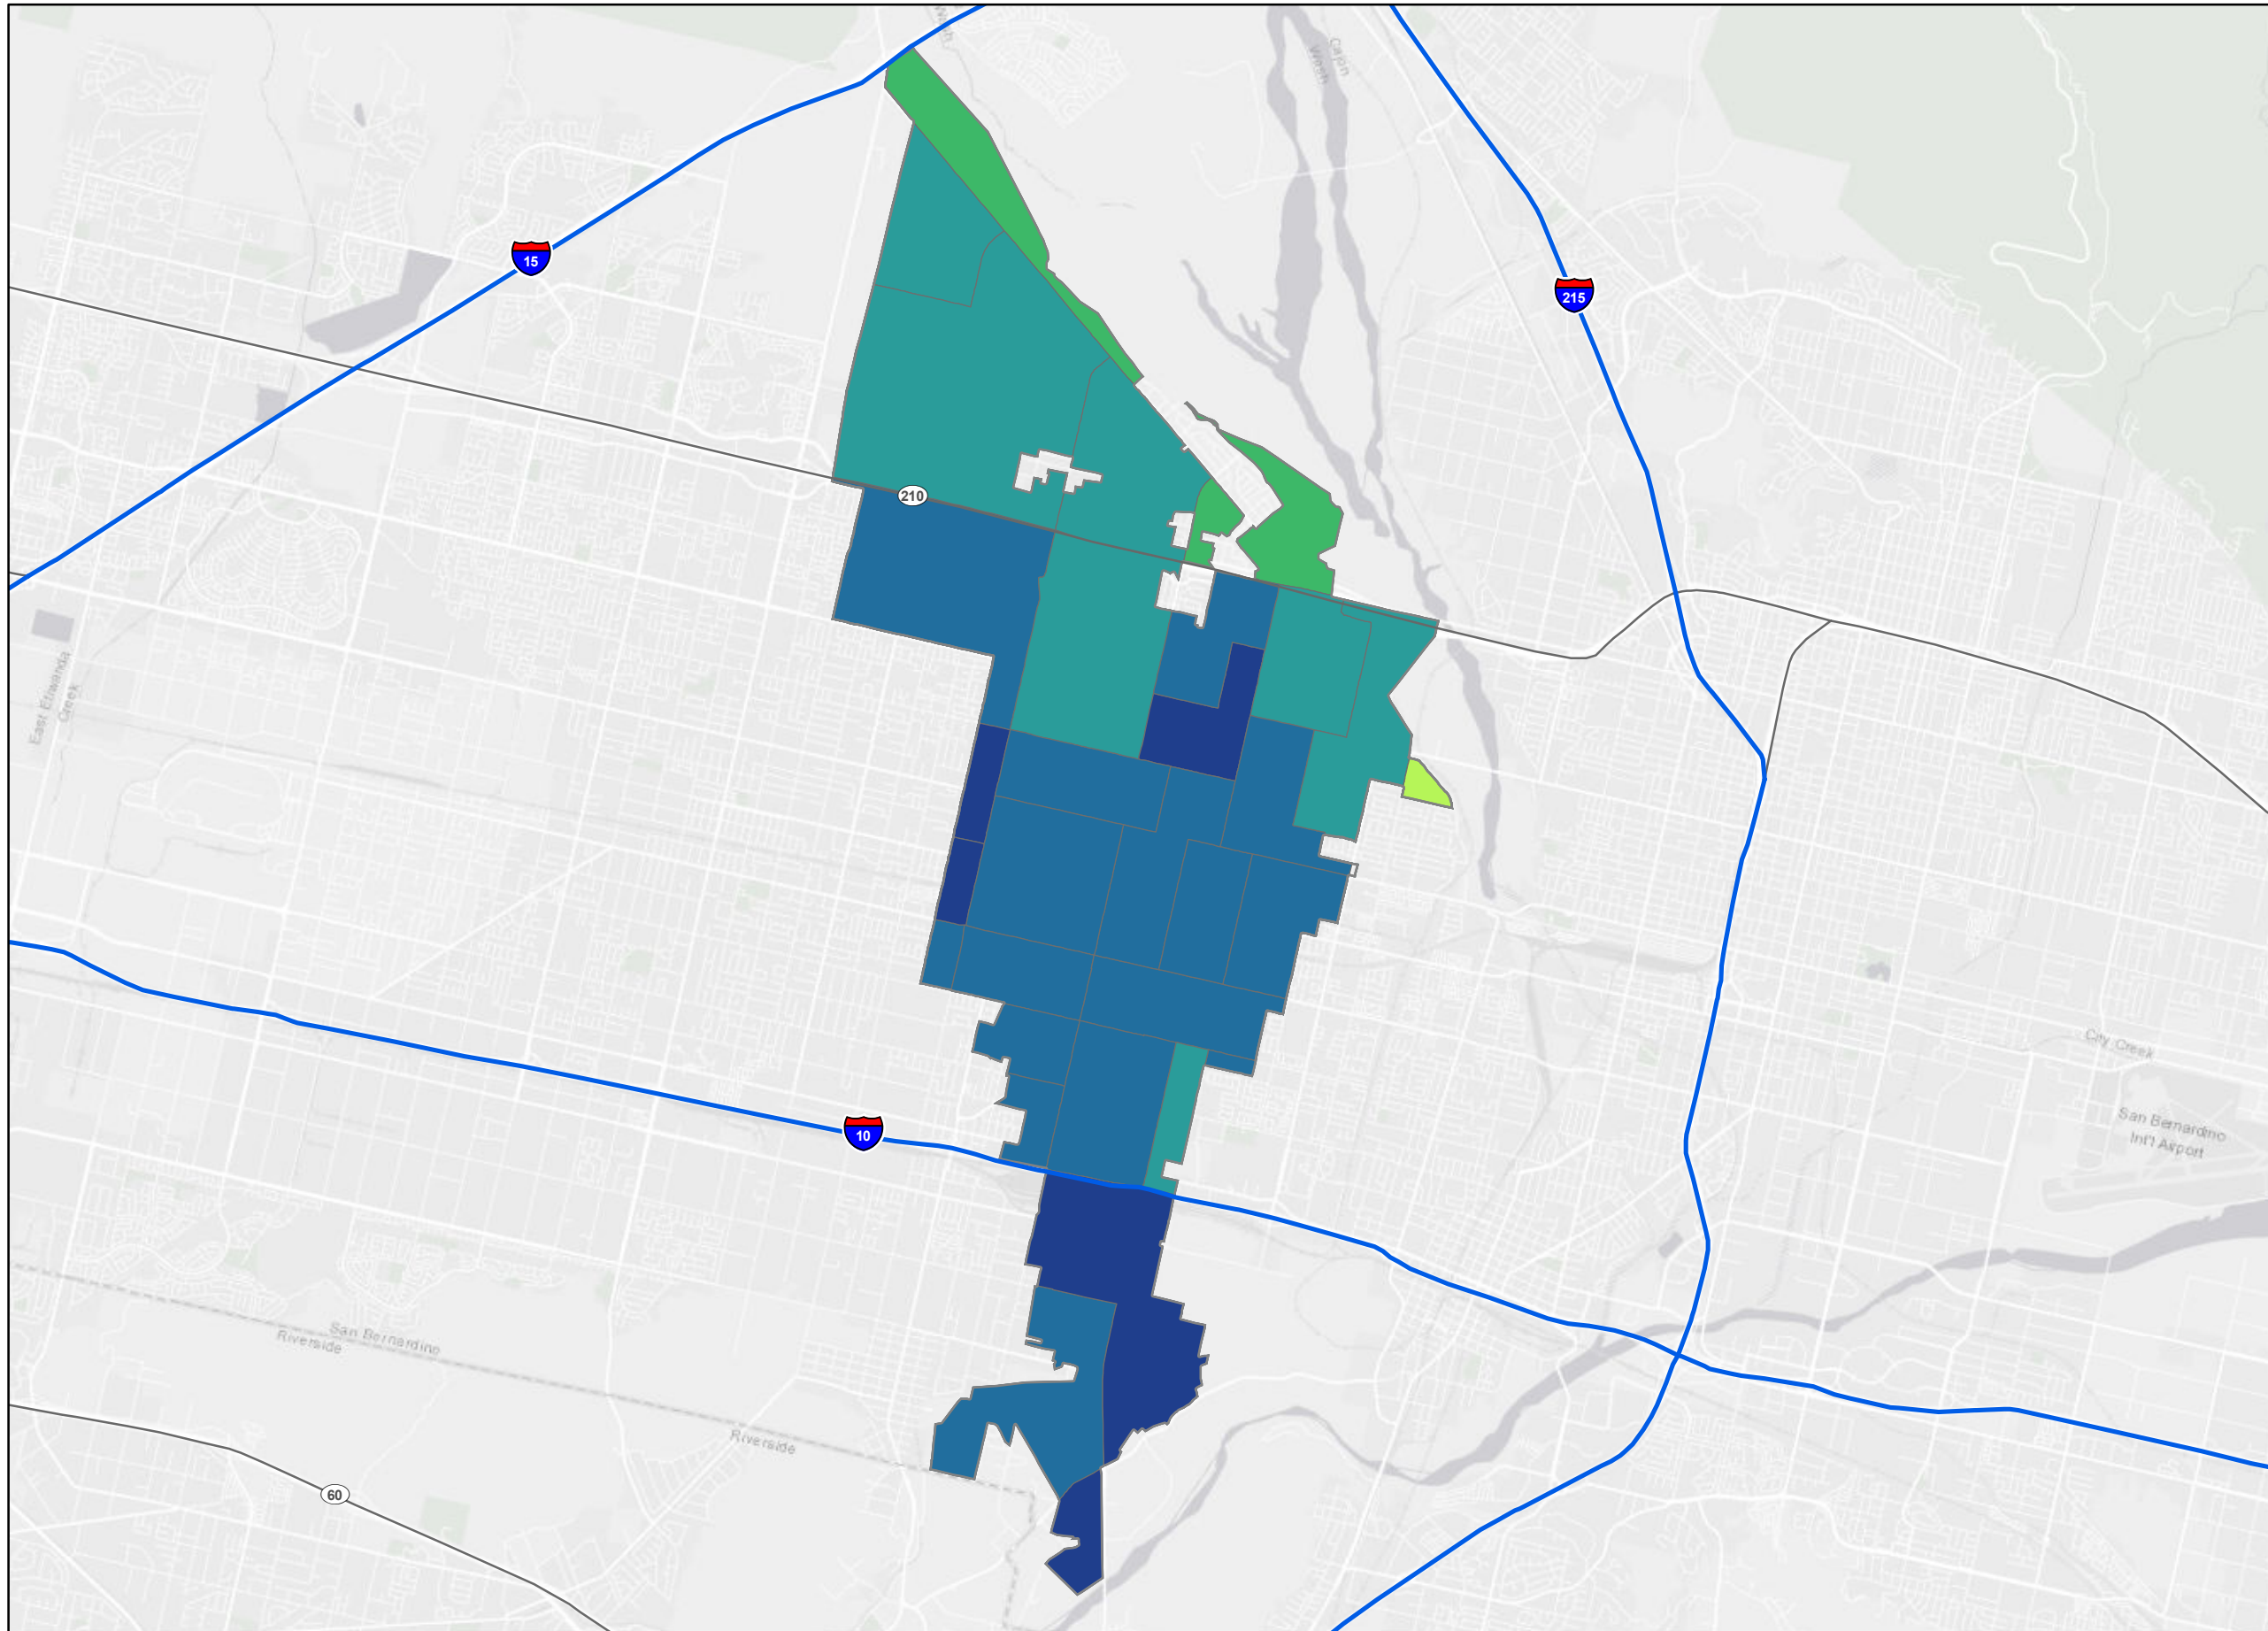 Wash
Cajon
Wash
15
215
210
East Etiwanda
Creek
City Creek
San Bernardino
Int'l Airport
10
San Bernardino
Riverside
Riverside
60